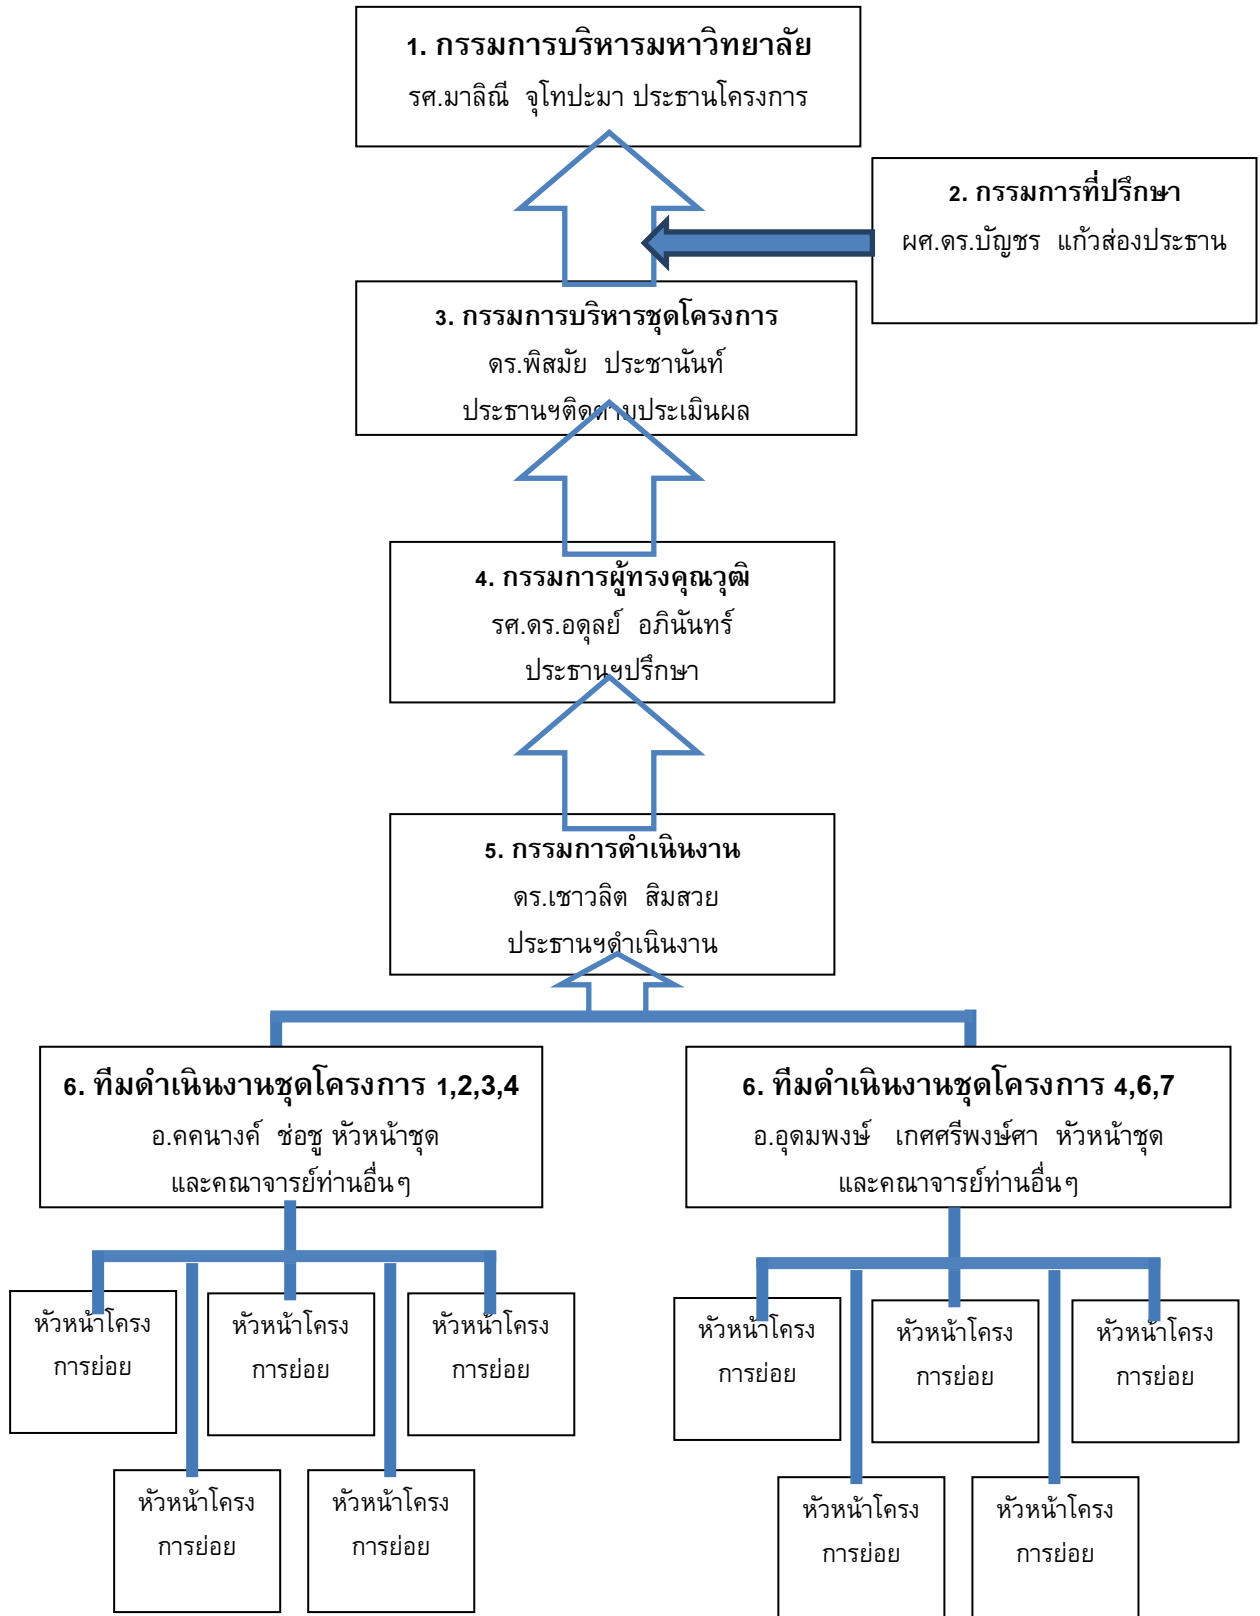 1. กรรมการบริหารมหาวิทยาลัย
รศ.มาลิณี จุโทปะมา ประธานโครงการ
2. กรรมการที่ปรึกษา
ผศ.ดร.บัญชร แก้วส่องประธาน
3. กรรมการบริหารชุดโครงการ
ดร.พิสมัย ประชานันท์
ประธานฯติดตามประเมินผล
4. กรรมการผู้ทรงคุณวุฒิ
รศ.ดร.อดุลย์ อภินันทร์
ประธานฯปรึกษา
5. กรรมการดำเนินงาน
ดร.เชาวลิต สิมสวย
ประธานฯดำเนินงาน
6. ทีมดำเนินงานชุดโครงการ 1,2,3,4
อ.คคนางค์ ช่อชู หัวหน้าชุด
และคณาจารย์ท่านอื่นๆ
6. ทีมดำเนินงานชุดโครงการ 4,6,7
อ.อุดมพงษ์ เกศศรีพงษ์ศา หัวหน้าชุด
และคณาจารย์ท่านอื่นๆ
หัวหน้าโครง
การย่อย
หัวหน้าโครง
การย่อย
หัวหน้าโครง
การย่อย
หัวหน้าโครง
การย่อย
หัวหน้าโครง
การย่อย
หัวหน้าโครง
การย่อย
หัวหน้าโครง
การย่อย
หัวหน้าโครง
การย่อย
หัวหน้าโครง
การย่อย
หัวหน้าโครง
การย่อย